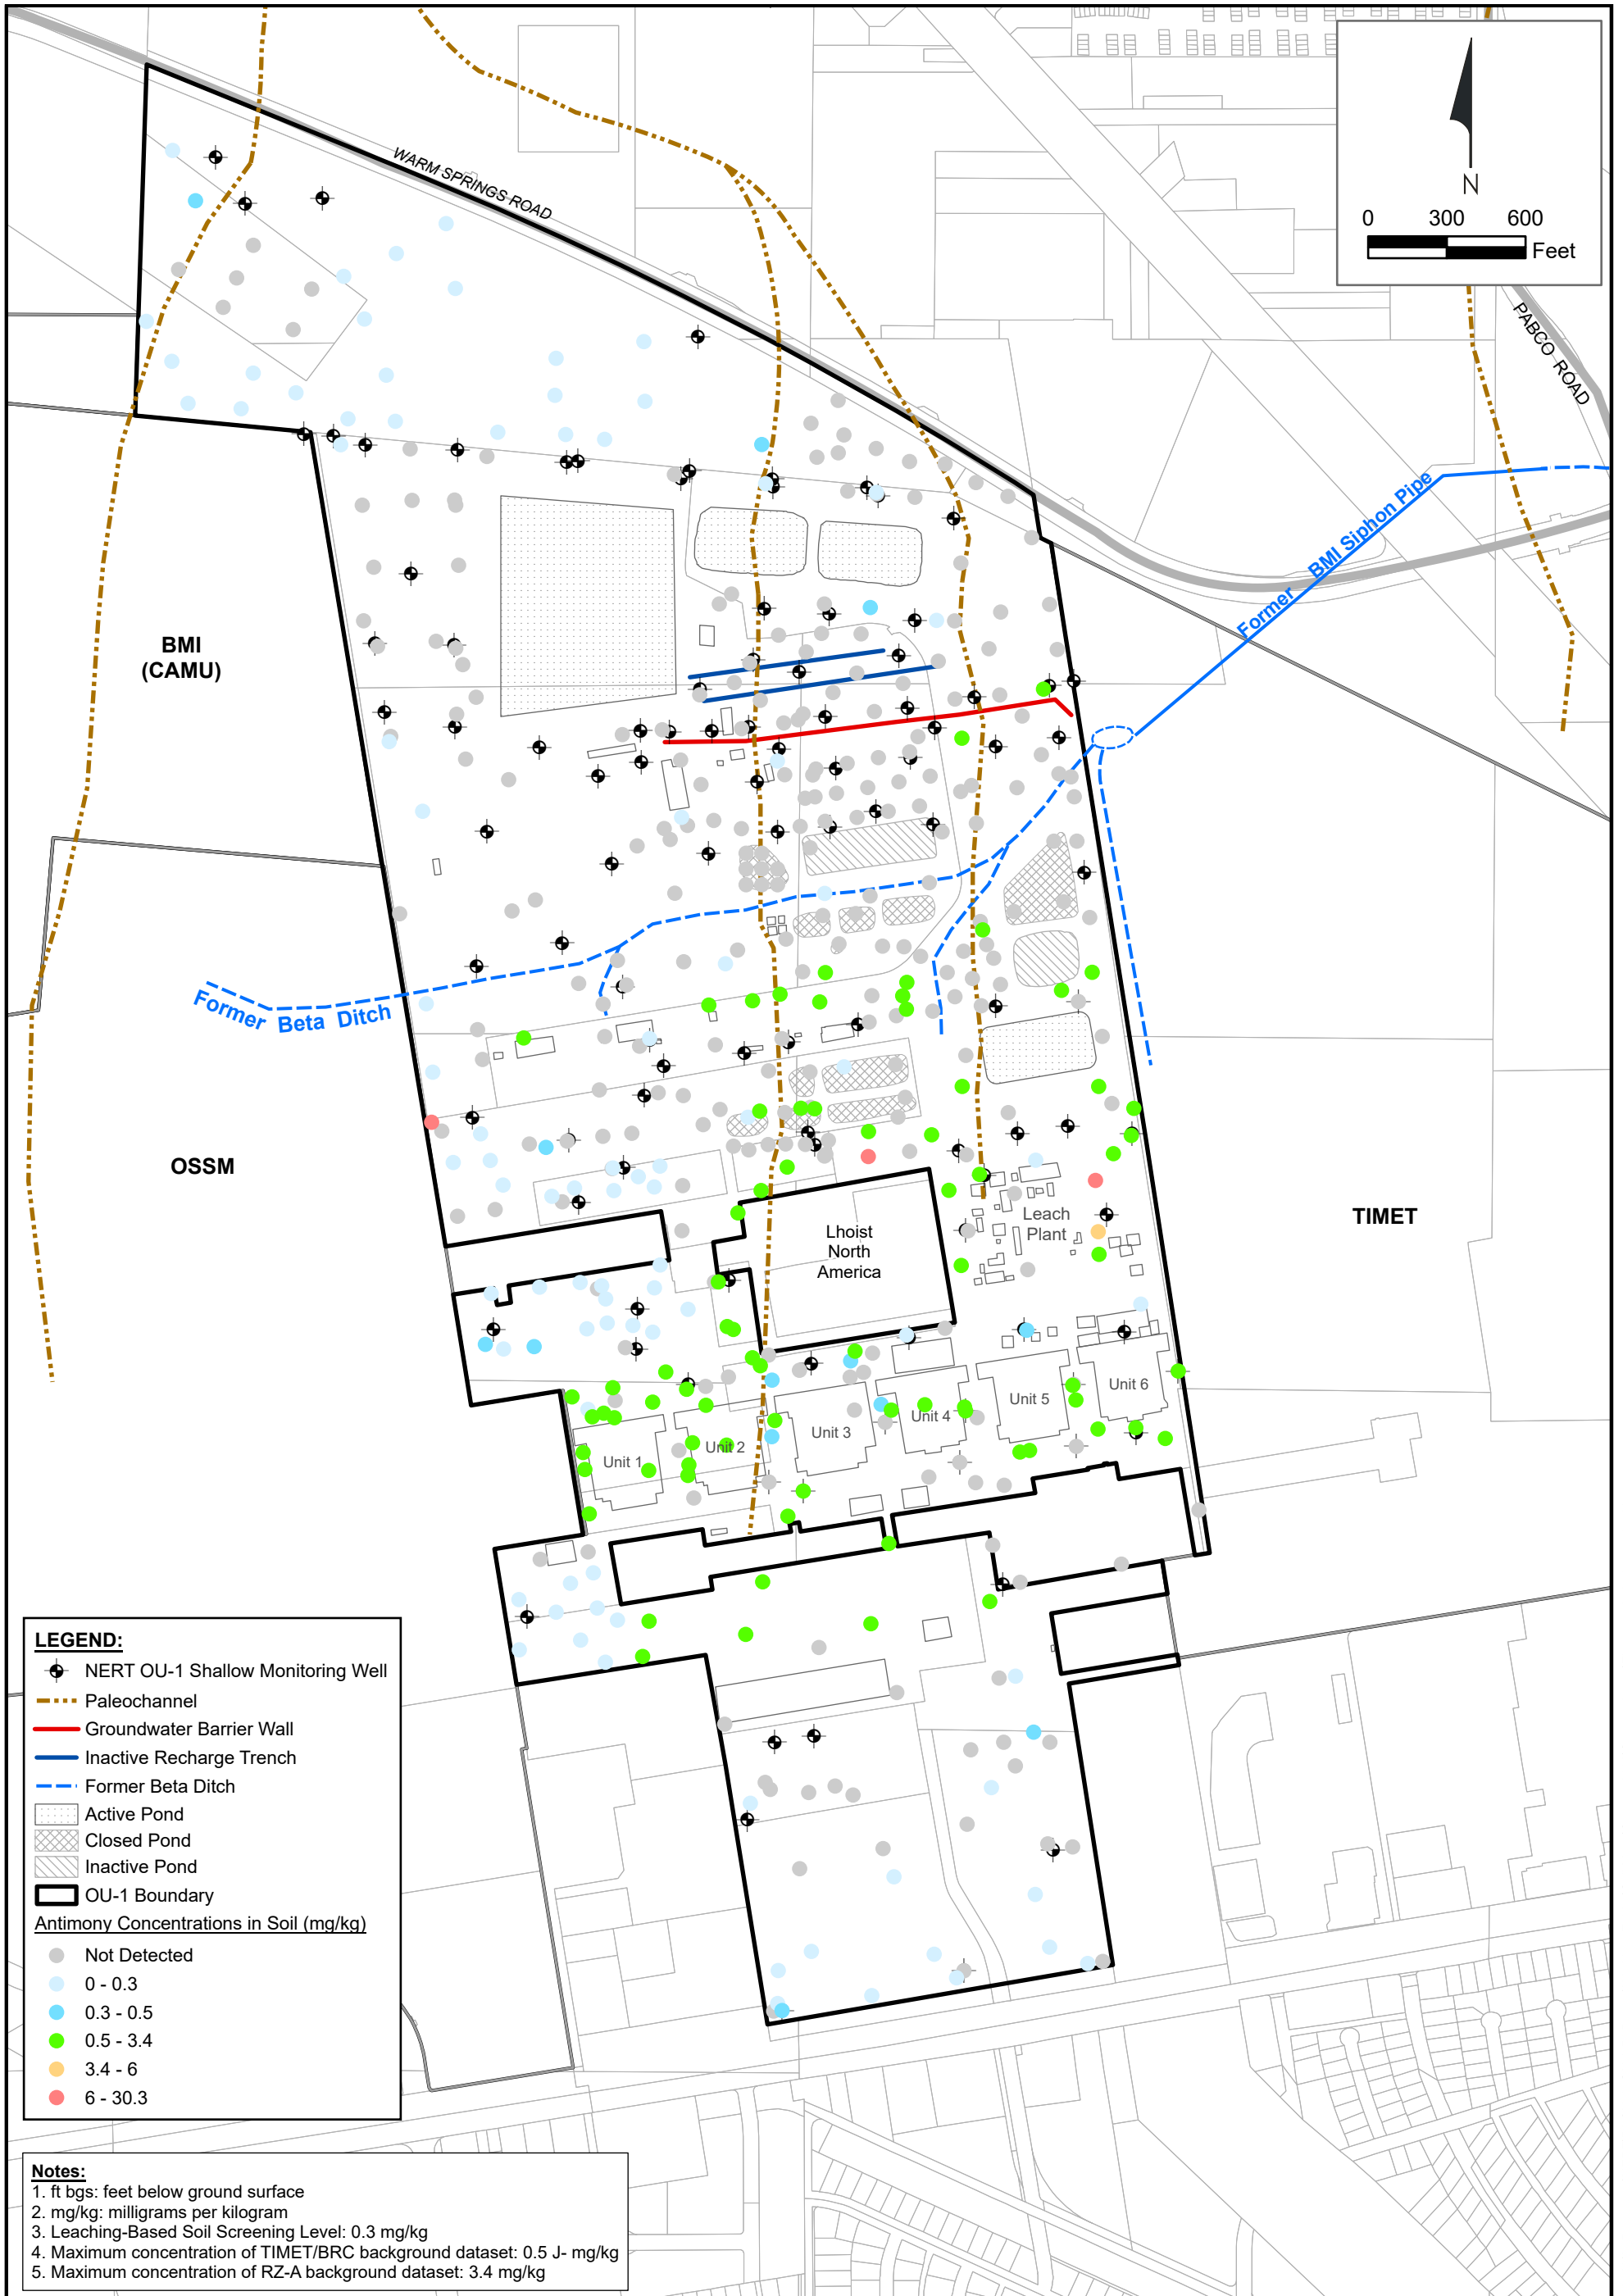 WARM SPRINGS ROAD
N
0 300 600
Feet
PABCO ROAD
Former BMI Siphon Pipe
BMI
(CAMU)
Former Beta Ditch
OSSM
TIMET
Lhoist
North
America
Leach
Plant
Unit 1
Unit 2
Unit 3
Unit 4
Unit 5
Unit 6
LEGEND:
NERT OU-1 Shallow Monitoring Well
Paleochannel
Groundwater Barrier Wall
Inactive Recharge Trench
Former Beta Ditch
Active Pond
Closed Pond
Inactive Pond
OU-1 Boundary
Antimony Concentrations in Soil (mg/kg)
Not Detected
0 - 0.3
0.3 - 0.5
0.5 - 3.4
3.4 - 6
6 - 30.3
Notes:
1. ft bgs: feet below ground surface
2. mg/kg: milligrams per kilogram
3. Leaching-Based Soil Screening Level: 0.3 mg/kg
4. Maximum concentration of TIMET/BRC background dataset: 0.5 J- mg/kg
5. Maximum concentration of RZ-A background dataset: 3.4 mg/kg